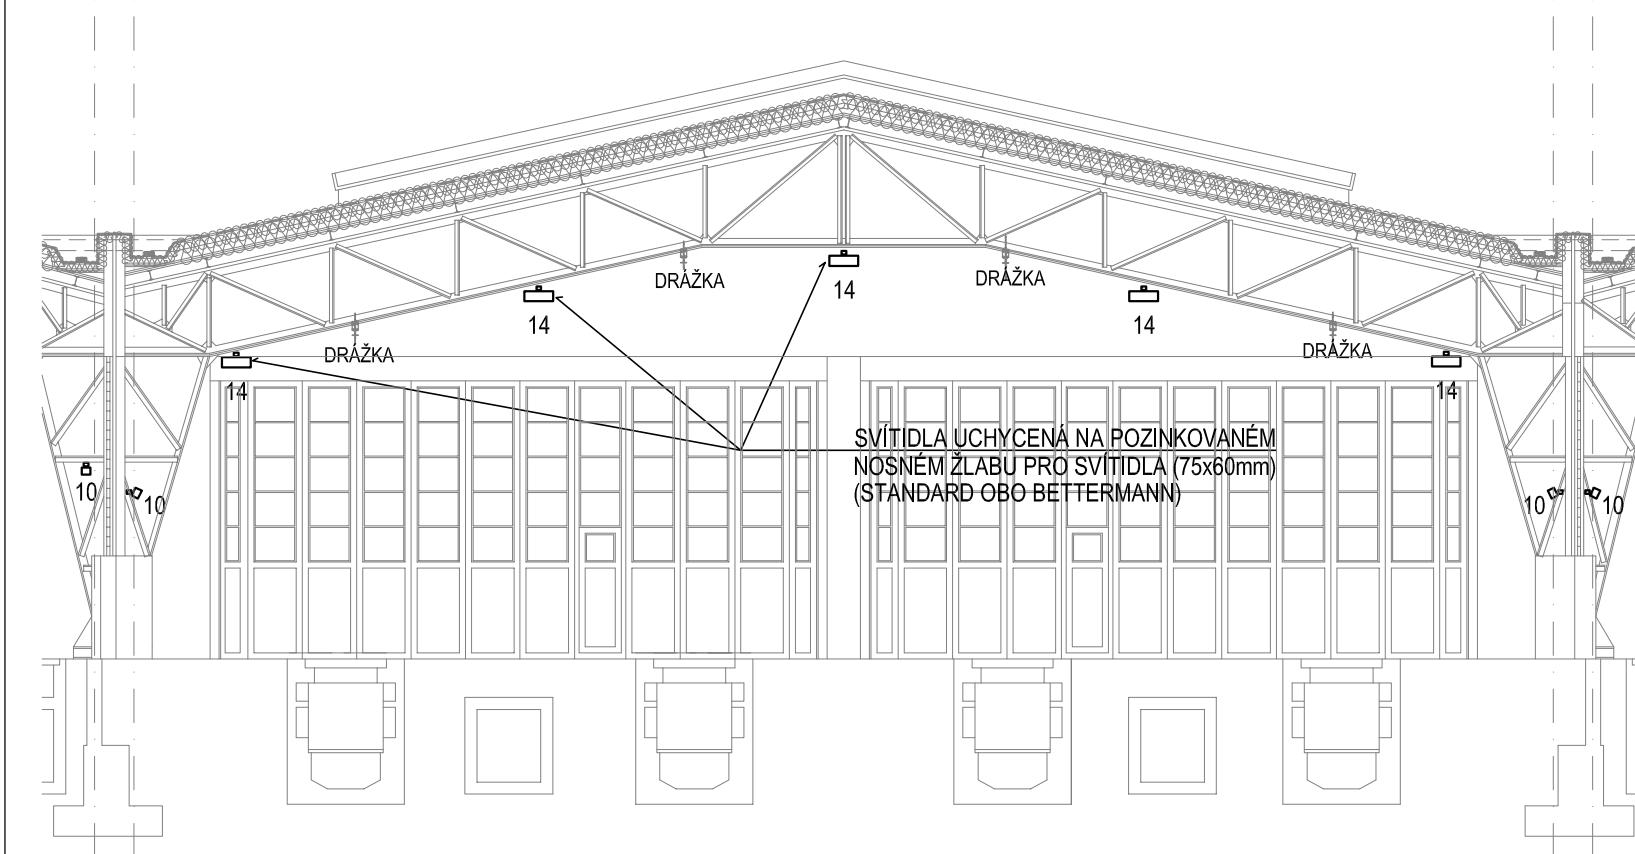 DRÁŽKA
DRÁŽKA
14
14
14
DRÁŽKA
DRÁŽKA
14
14
SVÍTIDLA UCHYCENÁ NA POZINKOVANÉM
NOSNÉM ŽLABU PRO SVÍTIDLA (75x60mm)
(STANDARD OBO BETTERMANN)
10
10
10
10